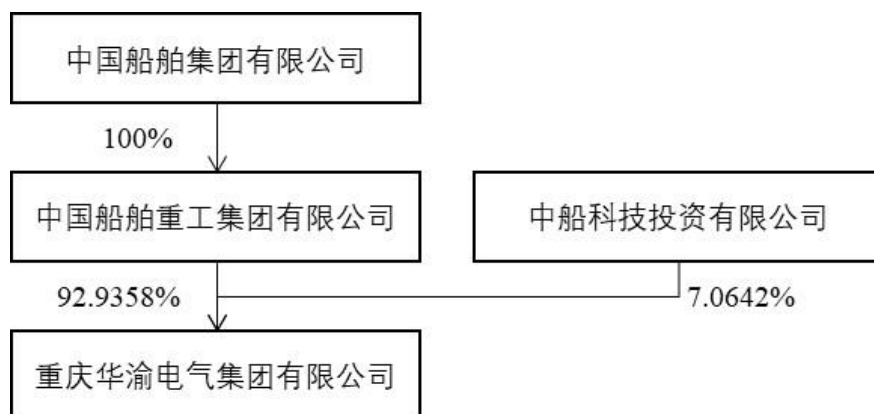 中国船舶集团有限公司
100%
中国船舶重工集团有限公司
中船科技投资有限公司
92.9358%
7.0642%
重庆华渝电气集团有限公司